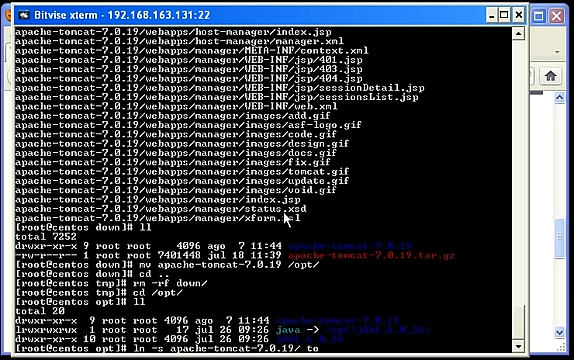 Bitvise xterm - 192.168.163.131:22
apache-tomcat-7.0.19/webapps/host-manager/index.jsp
apache-tomcat-7.0.19/webapps/host-manager/manager.xml
apache-tomcat-7.0.19/webapps/manager/META-INF/context.xml
apache-tomcat-7.0.19/webapps/manager/WEB-INF/jsp/401.jsp
apache-tomcat-7.0.19/webapps/manager/WEB-INF/jsp/403.jsp
apache-tomcat-7.0.19/webapps/manager/WEB-INF/jsp/404.jsp
apache-tomcat-7.0.19/webapps/manager/WEB-INF/jsp/sessionDetail.jsp
apache-tomcat-7.0.19/webapps/manager/WEB-INF/jsp/sessionsList.jsp
apache-tomcat-7.0.19/webapps/manager/WEB-INF/web.xml
apache-tomcat-7.0.19/webapps/manager/images/add.gif
apache-tomcat-7.0.19/webapps/manager/images/asf-logo.gif
apache-tomcat-7.0.19/webapps/manager/images/code.gif
apache-tomcat-7.0.19/webapps/manager/images/design.gif
apache-tomcat-7.0.19/webapps/manager/images/docs.gif
apache-tomcat-7.0.19/webapps/manager/images/fix.gif
apache-tomcat-7.0.19/webapps/manager/images/tomcat.gif
apache-tomcat-7.0.19/webapps/manager/images/update.gif
apache-tomcat-7.0.19/webapps/manager/images/void.gif
apache-tomcat-7.0.19/webapps/manager/index.jsp
apache-tomcat-7.0.19/webapps/manager/status.xsd
apache-tomcat-7.0.19/webapps/manager/xform.xsl
[root@centos down]# ll
total 7252
drwxr-xr-x 9 root root 4096 ago 7 11:44 apache-tomcat-7.0.19
-rw-r--r-- 1 root root 7401448 jul 18 11:39 apache-tomcat-7.0.19.tar.gz
[root@centos down]# mv apache-tomcat-7.0.19 /opt/
[root@centos down]# cd ..
[root@centos tmp]# rm -rf down/
[root@centos tmp]# cd /opt/
[root@centos opt]# ll
total 20
drwxr-xr-x 9 root root 4096 ago 7 11:44 apache-tomcat-7.0.19
lrwxrwxrwx 1 root root 17 jul 26 09:26 java -> /opt/jdk1.6.0_26/
drwxr-xr-x 10 root root 4096 jul 26 09:26 jdk1.6.0_26
[root@centos opt]# ln -s apache-tomcat-7.0.19/ to